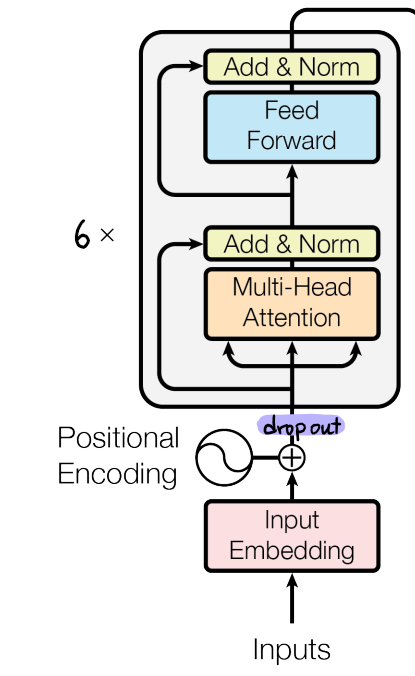 Add & Norm
Feed
Forward
6 ×
Add & Norm
Multi-Head
Attention
drop out
Positional
Encoding
+
Input
Embedding
Inputs